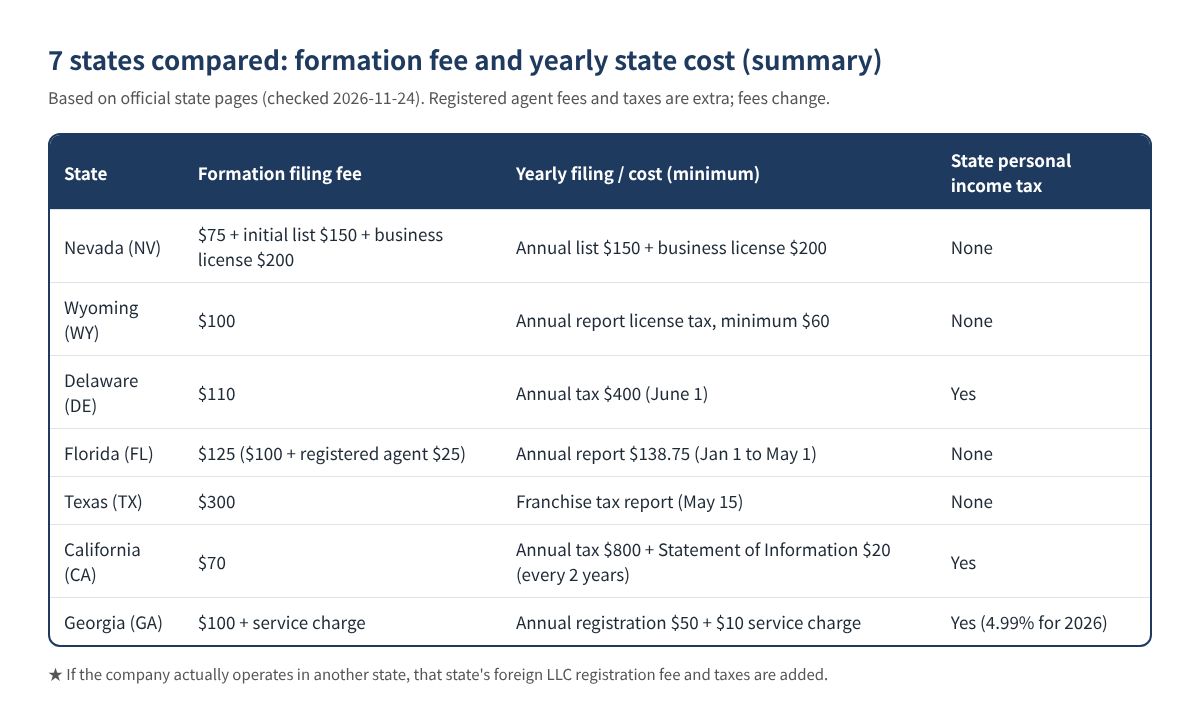 7 states compared: formation fee and yearly state cost (summary)
Based on official state pages (checked 2026-11-24). Registered agent fees and taxes are extra; fees change.
State
Formation filing fee
Yearly filing / cost (minimum)
State personal
income tax
Nevada (NV)
$75 + initial list $150 + business
license $200
Annual list $150 + business license $200
None
Wyoming
(WY)
$100
Annual report license tax, minimum $60
None
Delaware
(DE)
$110
Annual tax $400 (June 1)
Yes
Florida (FL)
$125 ($100 + registered agent $25)
Annual report $138.75 (Jan 1 to May 1)
None
Texas (TX)
$300
Franchise tax report (May 15)
None
California
(CA)
$70
Annual tax $800 + Statement of Information $20
(every 2 years)
Yes
Georgia (GA)
$100 + service charge
Annual registration $50 + $10 service charge
Yes (4.99% for 2026)
★ If the company actually operates in another state, that state's foreign LLC registration fee and taxes are added.